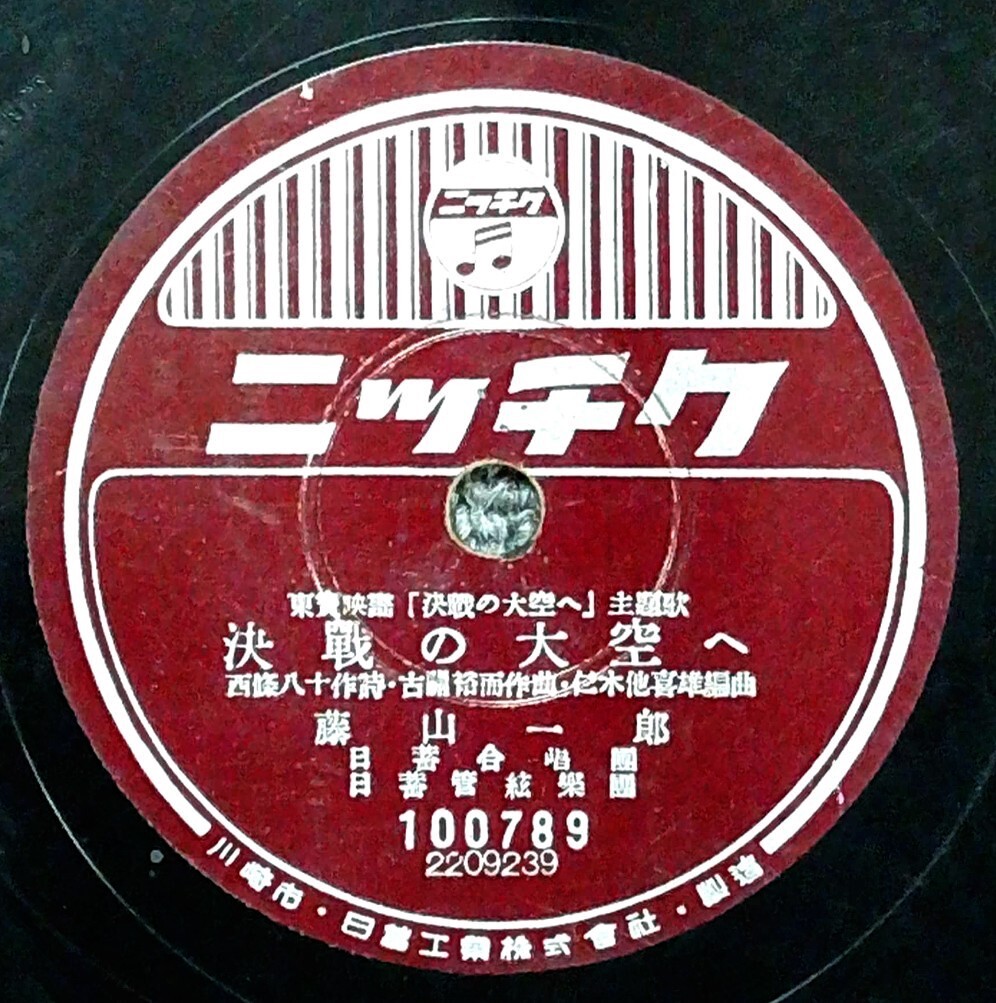 ニッチク
ニッチク
東寶映畫「決戰の大空へ」主題歌
決戰の大空へ
西條八十作詩・古關裕而作曲・仁木他喜雄編曲
藤山一郎
日蓄合唱團
日蓄管絃樂團
100789
2209239
川崎市・日蓄工業株式會社・製